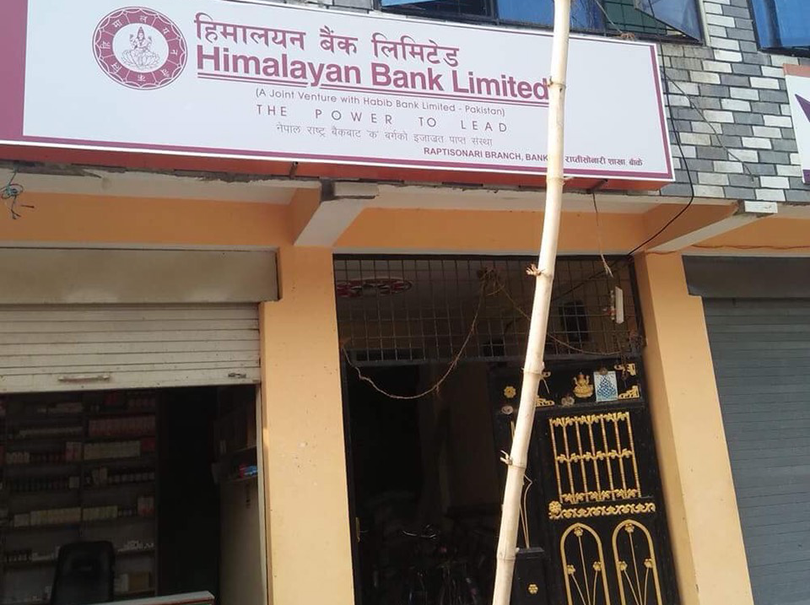 हिमालयन बैंक लिमिटेड
Himalayan Bank Limited
(A Joint Venture with Habib Bank Limited - Pakistan)
THE POWER TO LEAD
नेपाल राष्ट्र बैंकबाट 'क' बर्गको इजाजत पाप्त संस्था
RAPTISONARI BRANCH, BANKE राप्तीसोनारी शाखा, बाँके